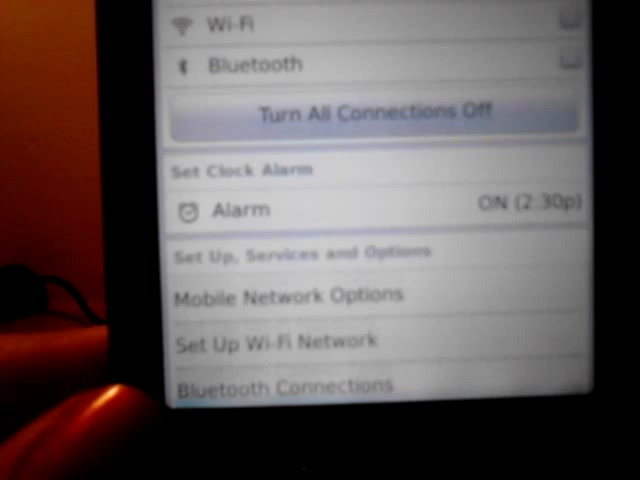 Wi-Fi
Bluetooth
Turn All Connections Off
Set Clock Alarm
Alarm ON (2:30p)
Set Up, Services and Options
Mobile Network Options
Set Up Wi-Fi Network
Bluetooth Connections